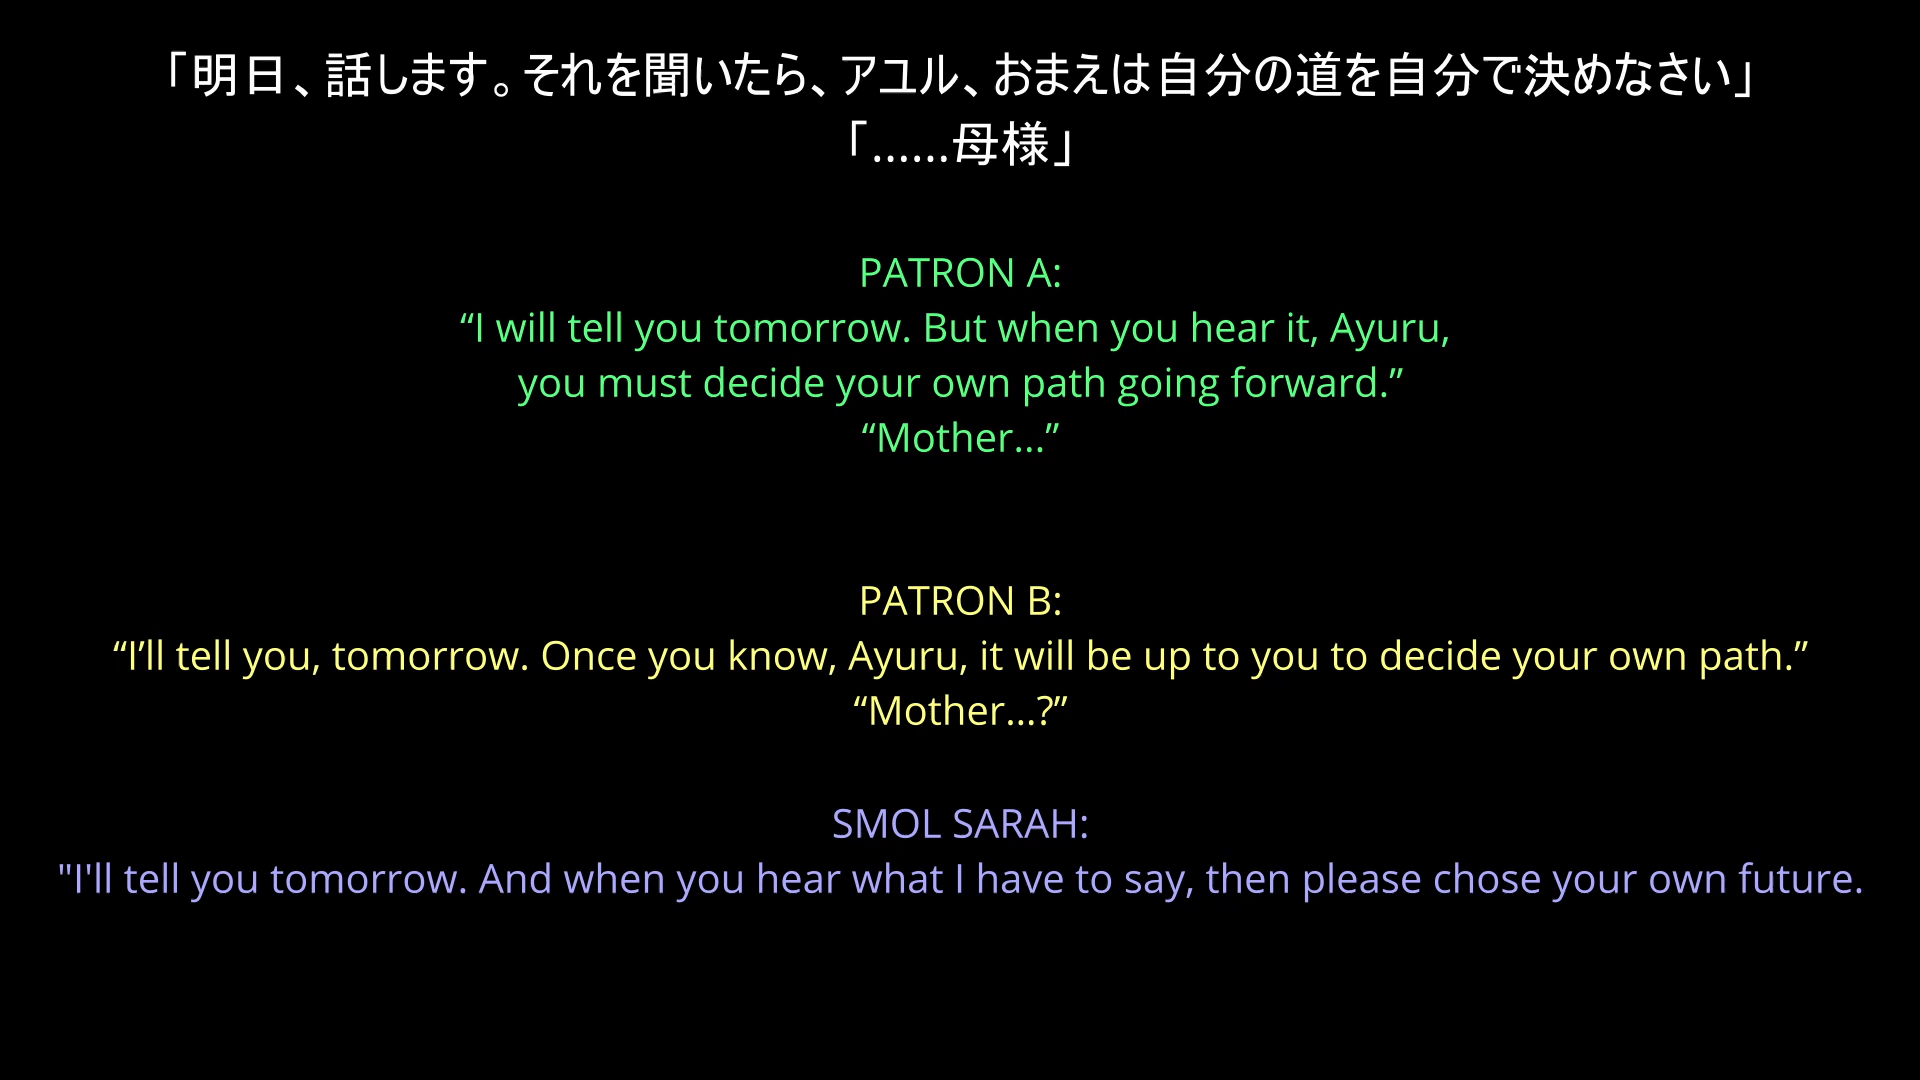 「明日、話します。それを聞いたら、アユル、おまえは自分の道を自分で決めなさい」
「......母様」
PATRON A:
“I will tell you tomorrow. But when you hear it, Ayuru,
you must decide your own path going forward.”
“Mother...”
PATRON B:
“I’ll tell you, tomorrow. Once you know, Ayuru, it will be up to you to decide your own path.”
“Mother...?”
SMOL SARAH:
"I'll tell you tomorrow. And when you hear what I have to say, then please chose your own future.